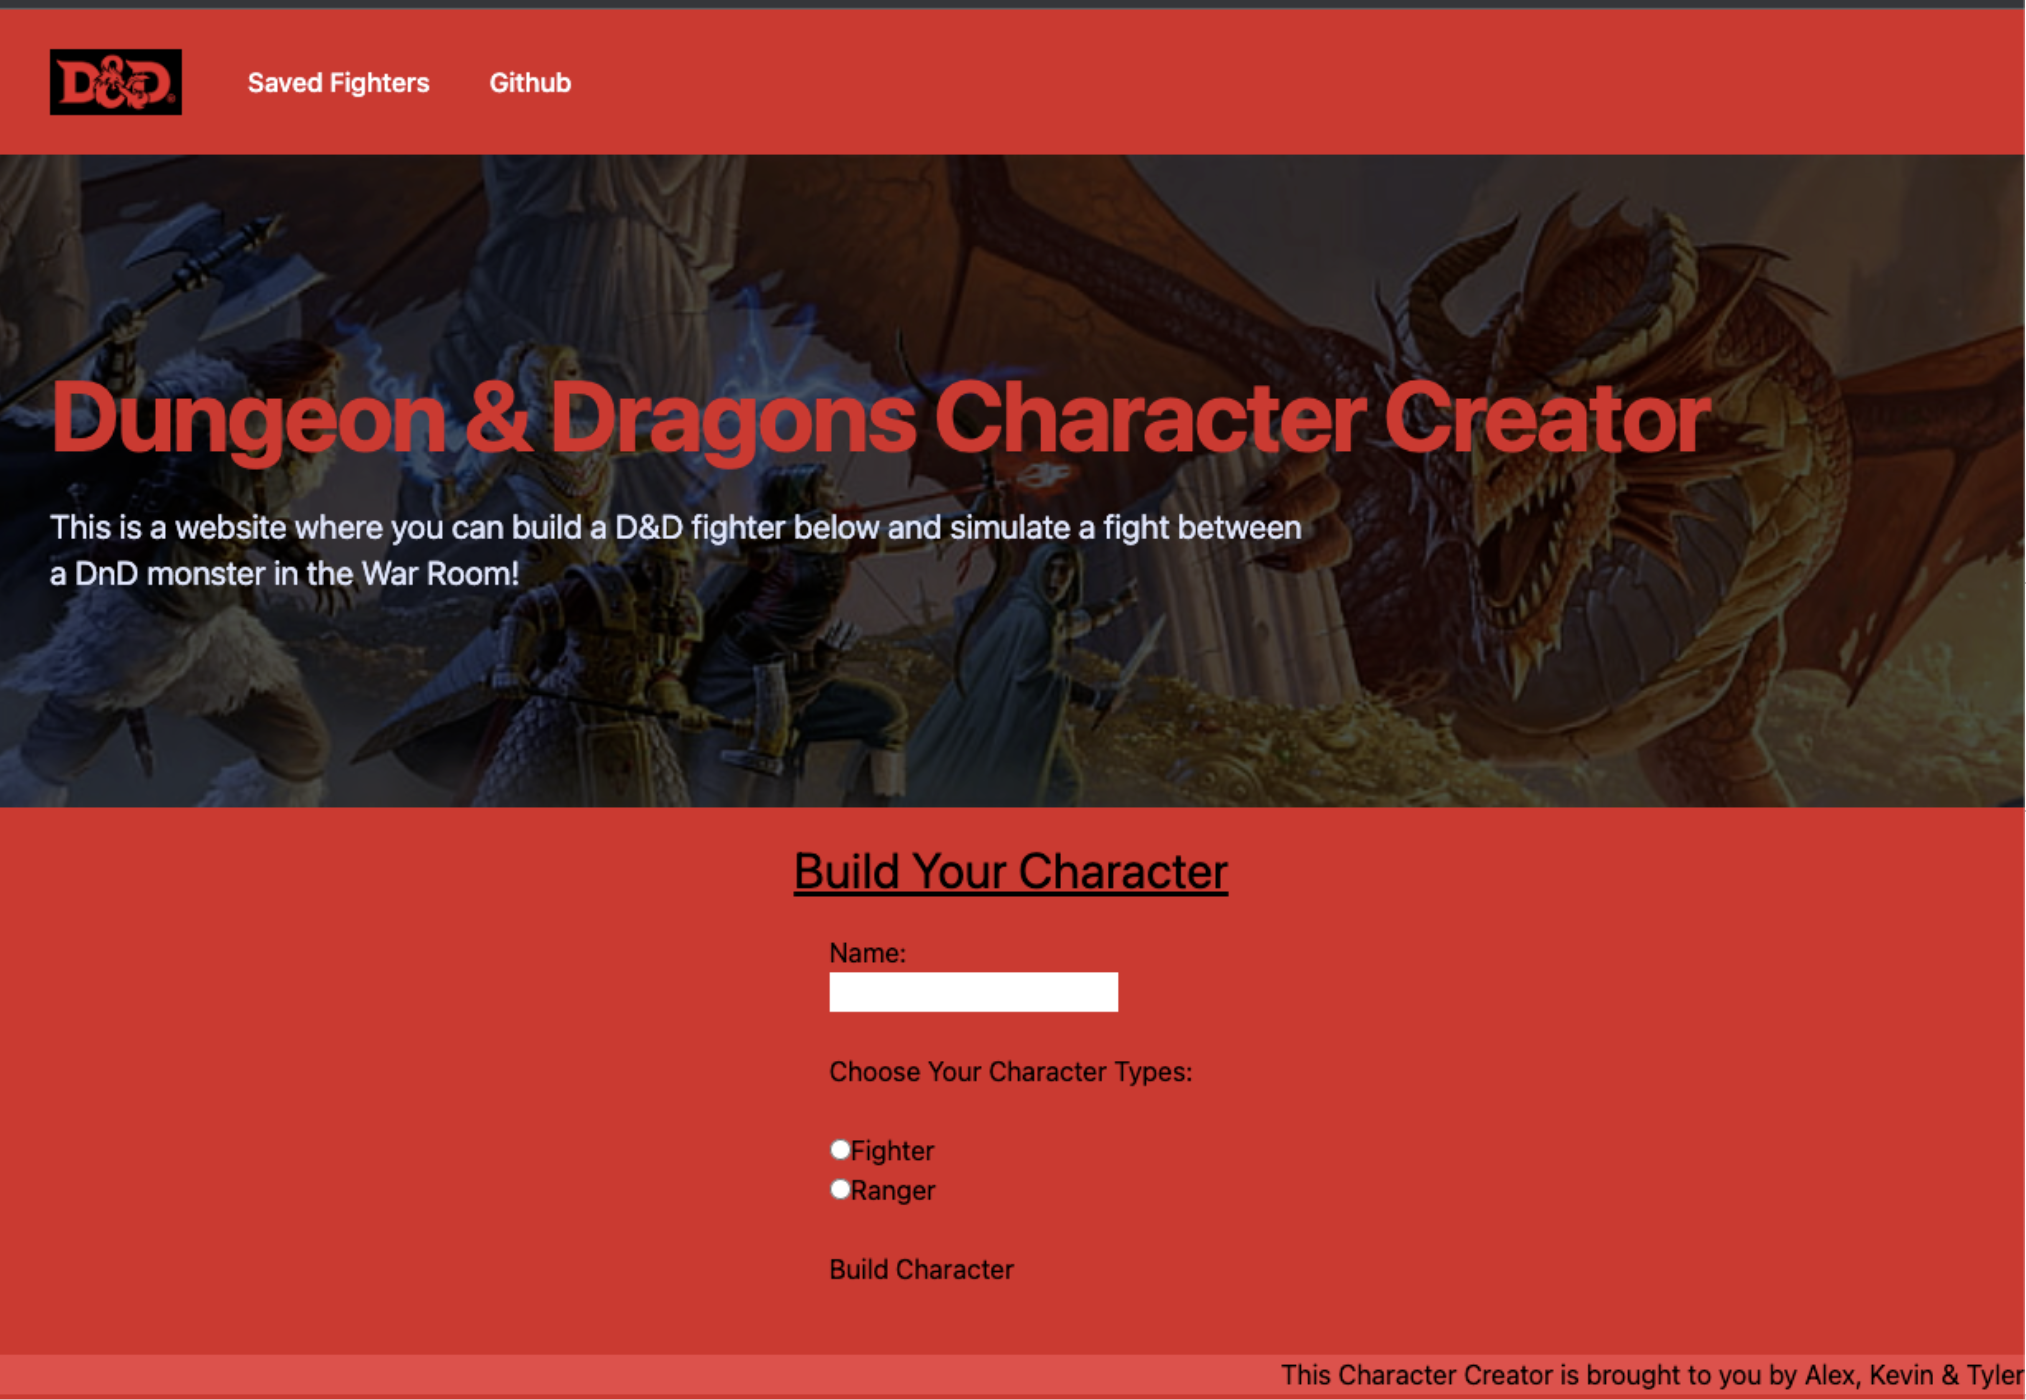 D&D
Saved Fighters
Github
Dungeon & Dragons Character Creator
This is a website where you can build a D&D fighter below and simulate a fight between
a DnD monster in the War Room!
Build Your Character
Name:
Choose Your Character Types:
Fighter
Ranger
Build Character
This Character Creator is brought to you by Alex, Kevin & Tyler